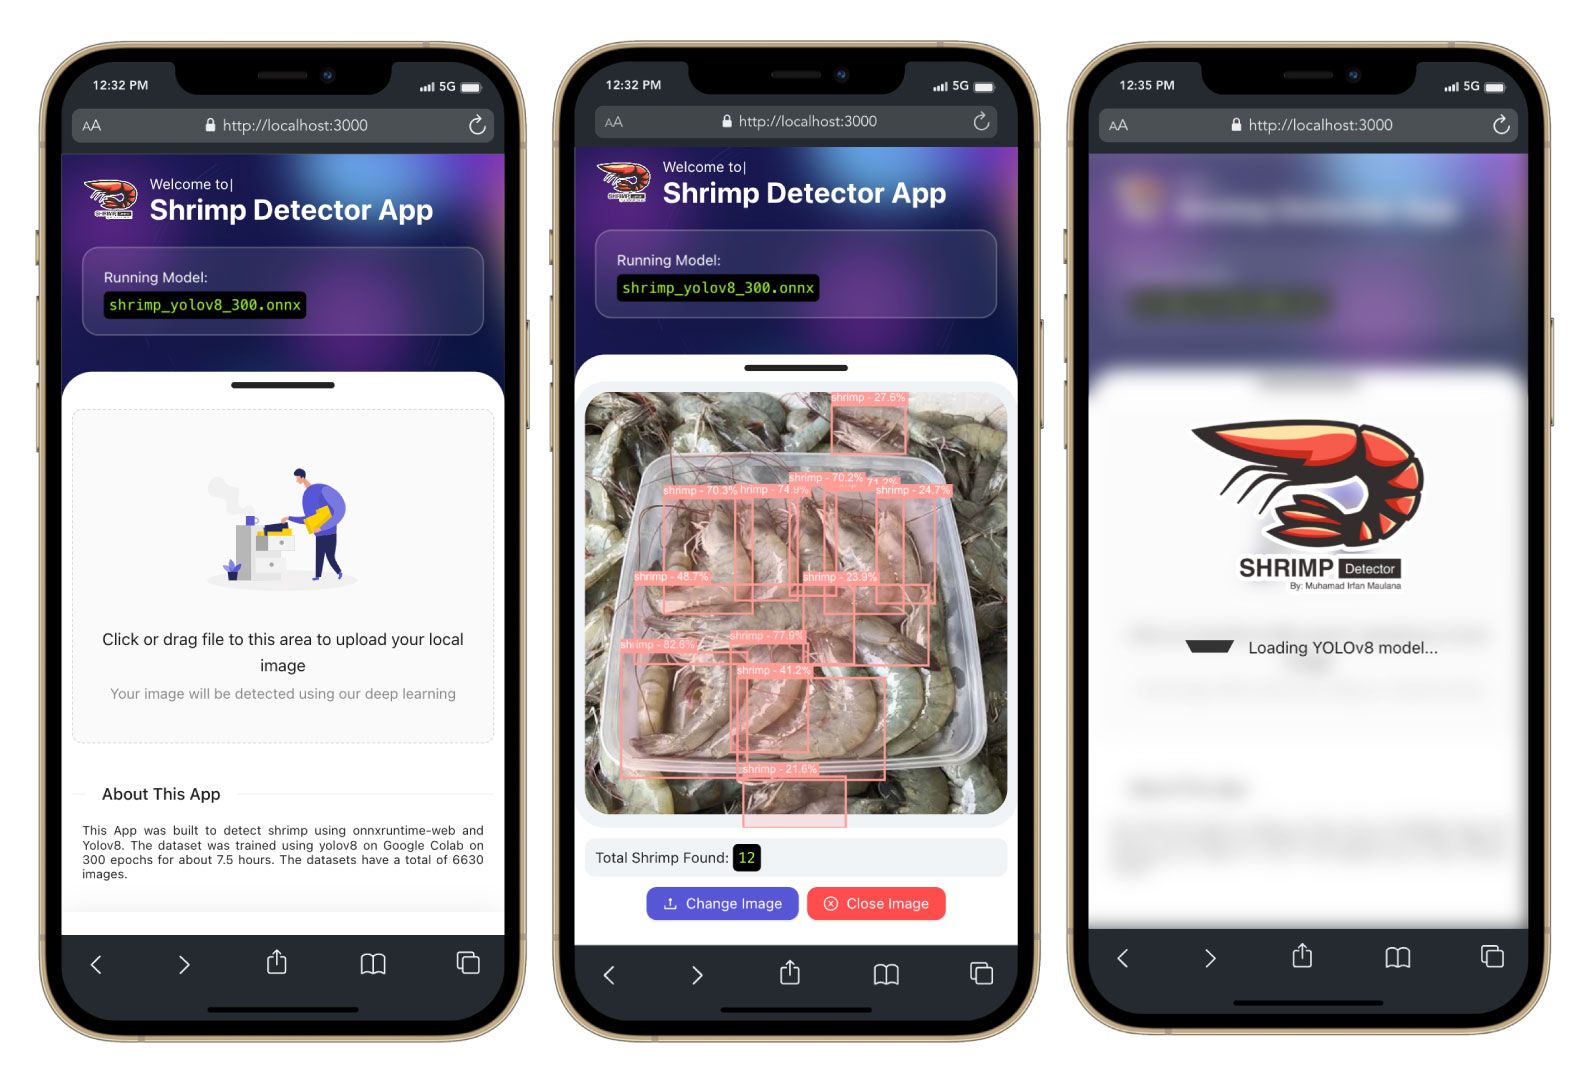 12:32 PM
5G
AA
http://localhost:3000
Welcome to|
Shrimp Detector App
SHRIMP Detector
Running Model:
shrimp_yolov8_300.onnx
Click or drag file to this area to upload your local
image
Your image will be detected using our deep learning
About This App
This App was built to detect shrimp using onnxruntime-web and
Yolov8. The dataset was trained using yolov8 on Google Colab on
300 epochs for about 7.5 hours. The datasets have a total of 6630
images.
12:32 PM
5G
AA
http://localhost:3000
Welcome to|
Shrimp Detector App
SHRIMP
Running Model:
shrimp_yolov8_300.onnx
shrimp - 27.6%
shrimp - 70.2%
71.2%
shrimp - 70.3%
hrimp - 74.9%
shrimp - 24.7%
shrimp - 48.7%
shrimp - 23.9%
shrimp - 77.9%
shrimp - 82.6%
shrimp - 41.2%
shrimp - 21.6%
Total Shrimp Found: 12
Change Image
Close Image
12:35 PM
5G
AA
http://localhost:3000
SHRIMP Detector
By: Muhamad Irfan Maulana
Loading YOLOv8 model...